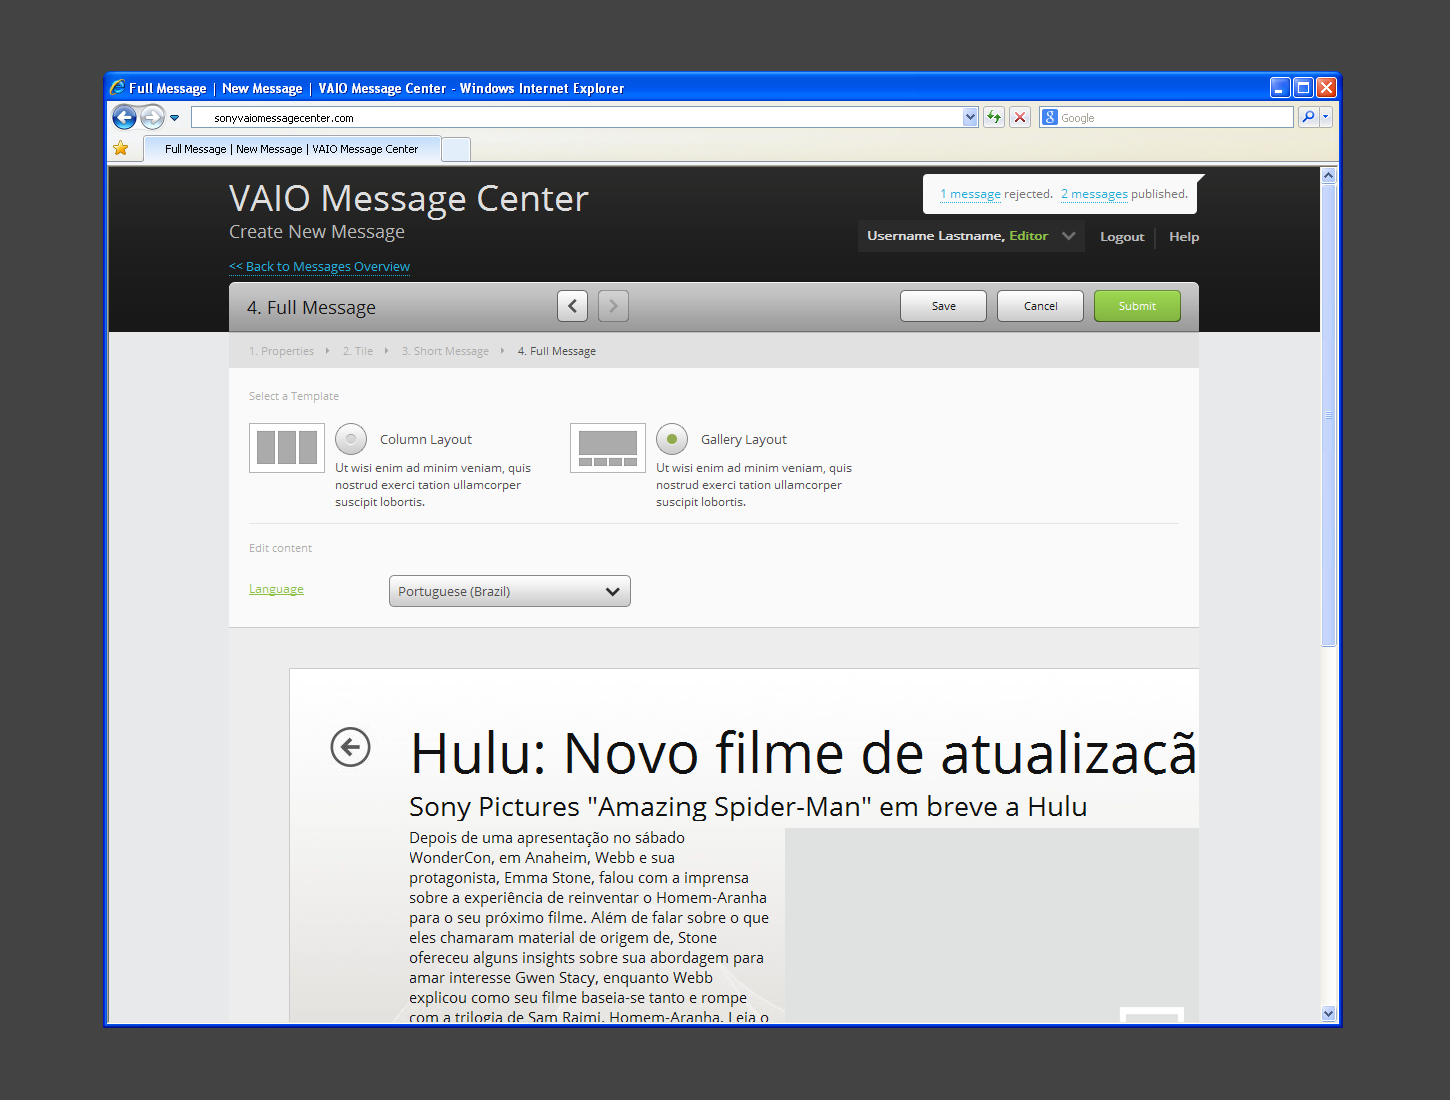 Full Message | New Message | VAIO Message Center - Windows Internet Explorer
sonyvaiomessagecenter.com
8 Google
Full Message | New Message | VAIO Message Center
VAIO Message Center
1 message rejected. 2 messages published.
Create New Message
Username Lastname, Editor
Logout
Help
<< Back to Messages Overview
4. Full Message
Save
Cancel
Submit
1. Properties
2. Tile
3. Short Message
4. Full Message
Select a Template
Column Layout
Ut wisi enim ad minim veniam, quis
nostrud exerci tation ullamcorper
suscipit lobortis.
Gallery Layout
Ut wisi enim ad minim veniam, quis
nostrud exerci tation ullamcorper
suscipit lobortis.
Edit content
Language
Portuguese (Brazil)
Hulu: Novo filme de atualizaçã
Sony Pictures "Amazing Spider-Man" em breve a Hulu
Depois de uma apresentação no sábado
WonderCon, em Anaheim, Webb e sua
protagonista, Emma Stone, falou com a imprensa
sobre a experiência de reinventar o Homem-Aranha
para o seu próximo filme. Além de falar sobre o que
eles chamaram material de origem de, Stone
ofereceu alguns insights sobre sua abordagem para
amar interesse Gwen Stacy, enquanto Webb
explicou como seu filme baseia-se tanto e rompe
com a trilogia de Sam Raimi. Homem-Aranha. Leia o